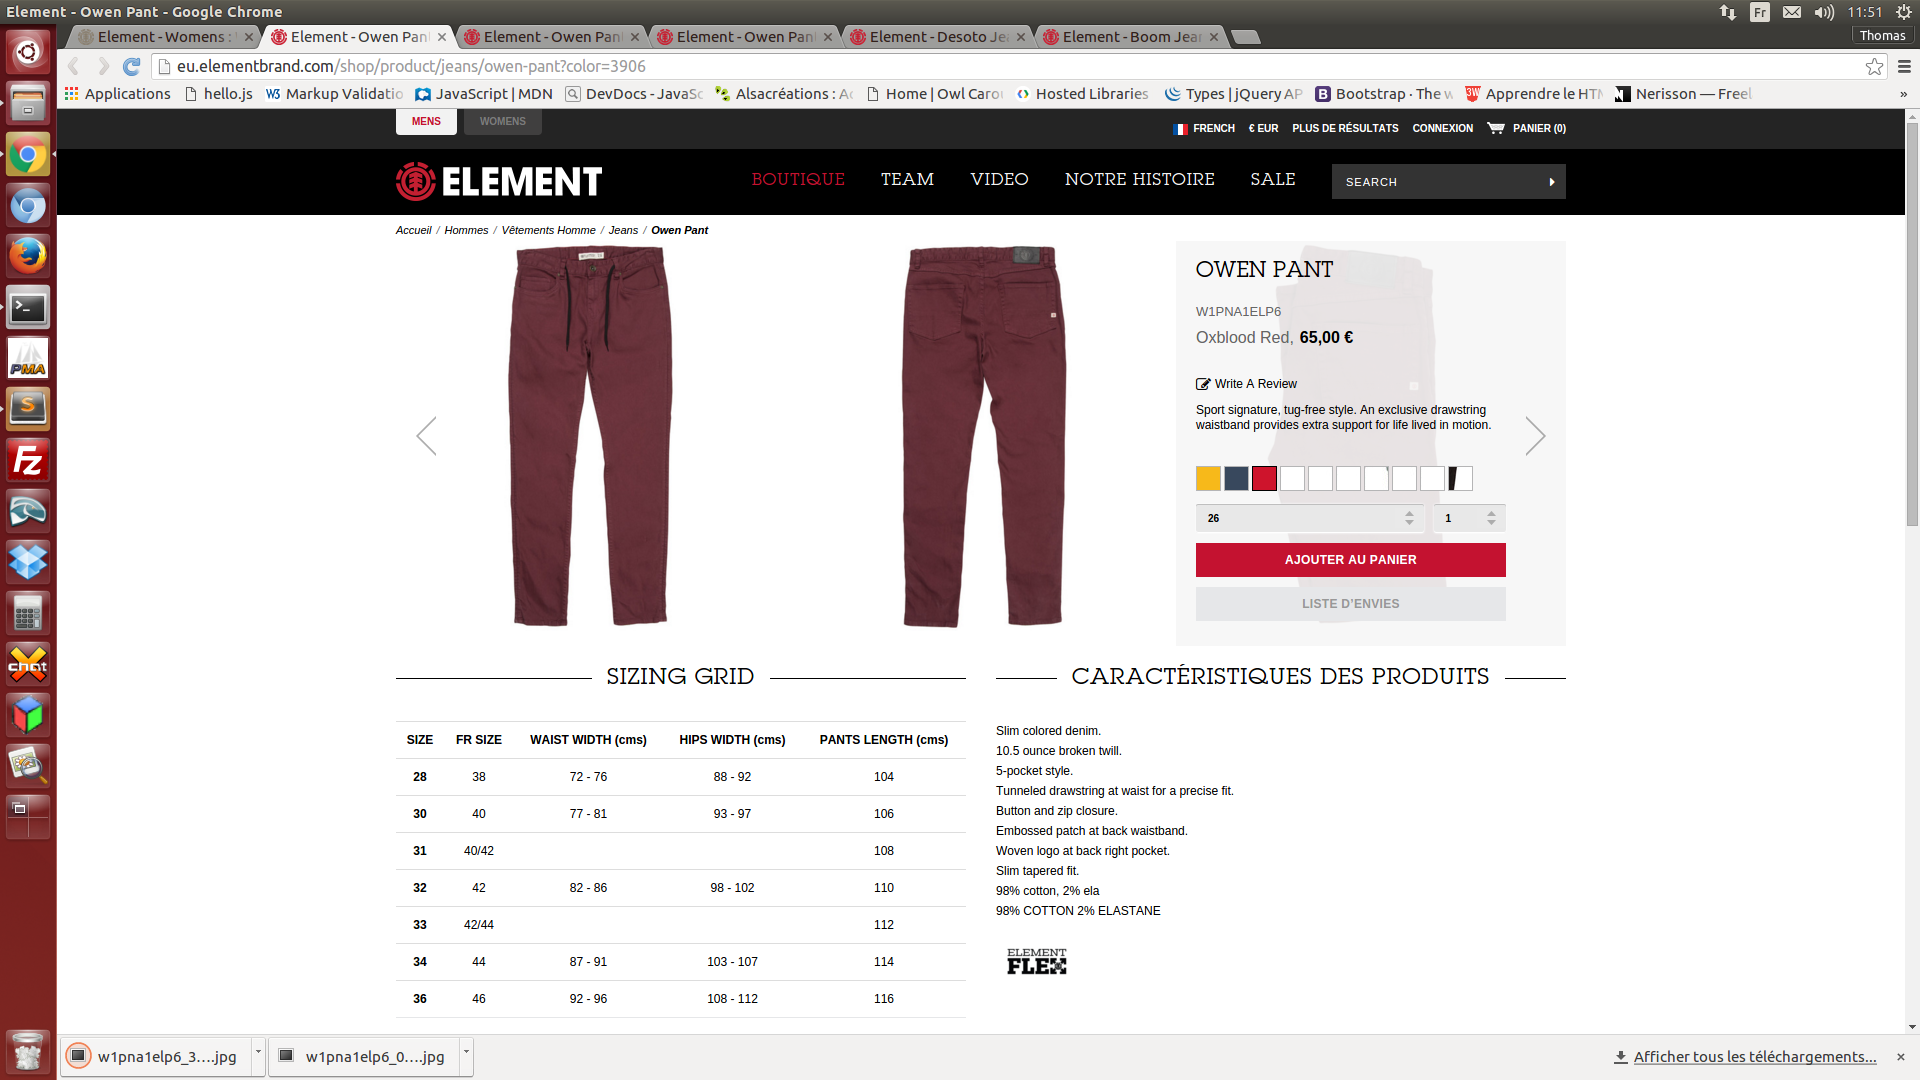 Element - Owen Pant - Google Chrome
Fr
11:51
Element - Womens :
Element - Owen Pan
Element - Owen Pan
Element - Owen Pan
Element - Desoto Je
Element - Boom Jean
Thomas
eu.elementbrand.com/shop/product/jeans/owen-pant?color=3906
Applications
hello.js
W3 Markup Validatio
JavaScript | MDN
DevDocs - JavaSc
Alsacréations : Ac
Home | Owl Carou
Hosted Libraries
Types | jQuery AP
B Bootstrap · The w
3W Apprendre le HTM
Nerisson — Freel
»
MENS
WOMENS
FRENCH
€ EUR
PLUS DE RÉSULTATS
CONNEXION
PANIER (0)
ELEMENT
BOUTIQUE
TEAM
VIDEO
NOTRE HISTOIRE
SALE
SEARCH
Accueil / Hommes / Vêtements Homme / Jeans / Owen Pant
OWEN PANT
W1PNA1ELP6
Oxblood Red, 65,00 €
Write A Review
Sport signature, tug-free style. An exclusive drawstring
waistband provides extra support for life lived in motion.
26
1
AJOUTER AU PANIER
LISTE D'ENVIES
SIZING GRID
SIZE FR SIZE WAIST WIDTH (cms) HIPS WIDTH (cms) PANTS LENGTH (cms)
28 38 72 - 76 88 - 92 104
30 40 77 - 81 93 - 97 106
31 40/42 108
32 42 82 - 86 98 - 102 110
33 42/44 112
34 44 87 - 91 103 - 107 114
36 46 92 - 96 108 - 112 116
CARACTÉRISTIQUES DES PRODUITS
Slim colored denim.
10.5 ounce broken twill.
5-pocket style.
Tunneled drawstring at waist for a precise fit.
Button and zip closure.
Embossed patch at back waistband.
Woven logo at back right pocket.
Slim tapered fit.
98% cotton, 2% ela
98% COTTON 2% ELASTANE
ELEMENT
FLEX
PMA
S
Fz
X
chat
w1pna1elp6_3....jpg
w1pna1elp6_0....jpg
Afficher tous les téléchargements...